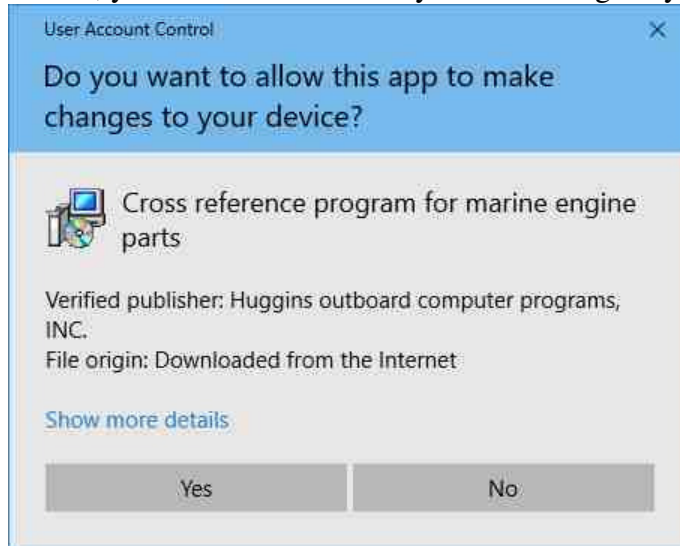 User Account Control
Do you want to allow this app to make
changes to your device?
Cross reference program for marine engine
parts
Verified publisher: Huggins outboard computer programs,
INC.
File origin: Downloaded from the Internet
Show more details
Yes No